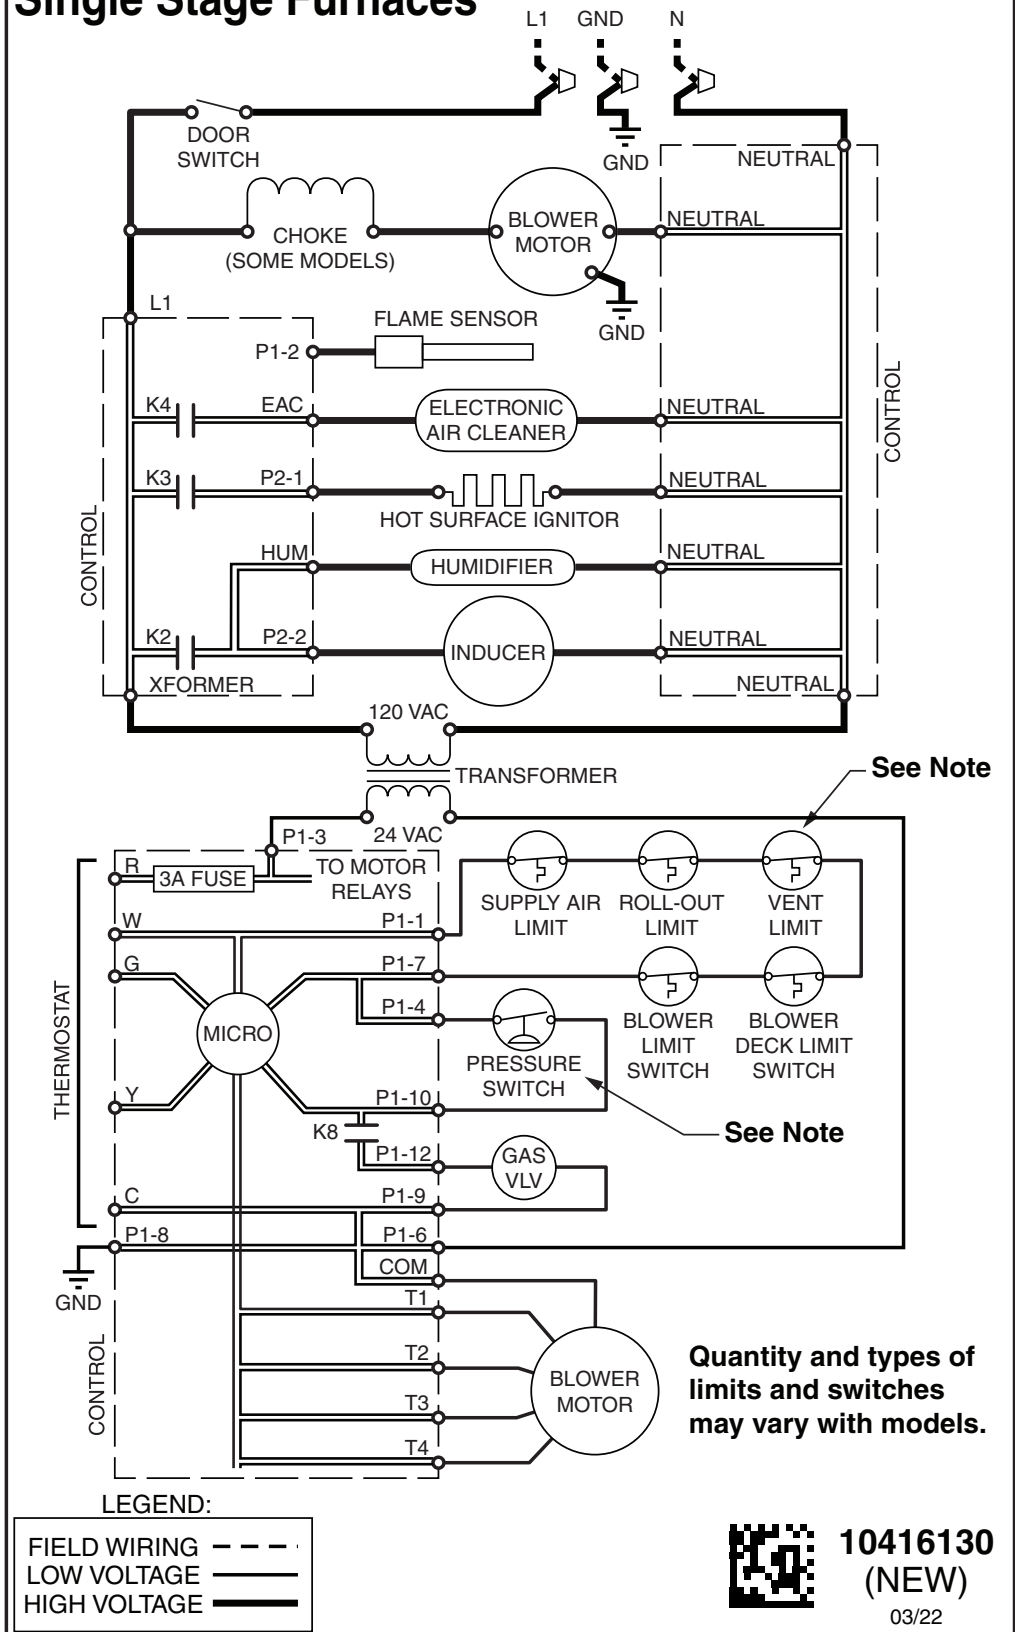 Single Stage Furnaces
L1 GND N
DOOR
SWITCH
GND
NEUTRAL
CHOKE
(SOME MODELS)
BLOWER
MOTOR
NEUTRAL
GND
L1
FLAME SENSOR
P1-2
K4
EAC
ELECTRONIC
AIR CLEANER
NEUTRAL
CONTROL
K3
P2-1
HOT SURFACE IGNITOR
NEUTRAL
CONTROL
HUM
HUMIDIFIER
NEUTRAL
K2
P2-2
INDUCER
NEUTRAL
XFORMER
NEUTRAL
120 VAC
TRANSFORMER
See Note
24 VAC
P1-3
R
3A FUSE
TO MOTOR
RELAYS
SUPPLY AIR
LIMIT
ROLL-OUT
LIMIT
VENT
LIMIT
W
P1-1
G
P1-7
P1-4
MICRO
THERMOSTAT
PRESSURE
SWITCH
BLOWER
LIMIT
SWITCH
BLOWER
DECK LIMIT
SWITCH
Y
P1-10
K8
See Note
P1-12
GAS
VLV
C
P1-9
P1-8
P1-6
GND
COM
T1
T2
T3
T4
CONTROL
BLOWER
MOTOR
Quantity and types of
limits and switches
may vary with models.
LEGEND:
FIELD WIRING
LOW VOLTAGE
HIGH VOLTAGE
10416130
(NEW)
03/22